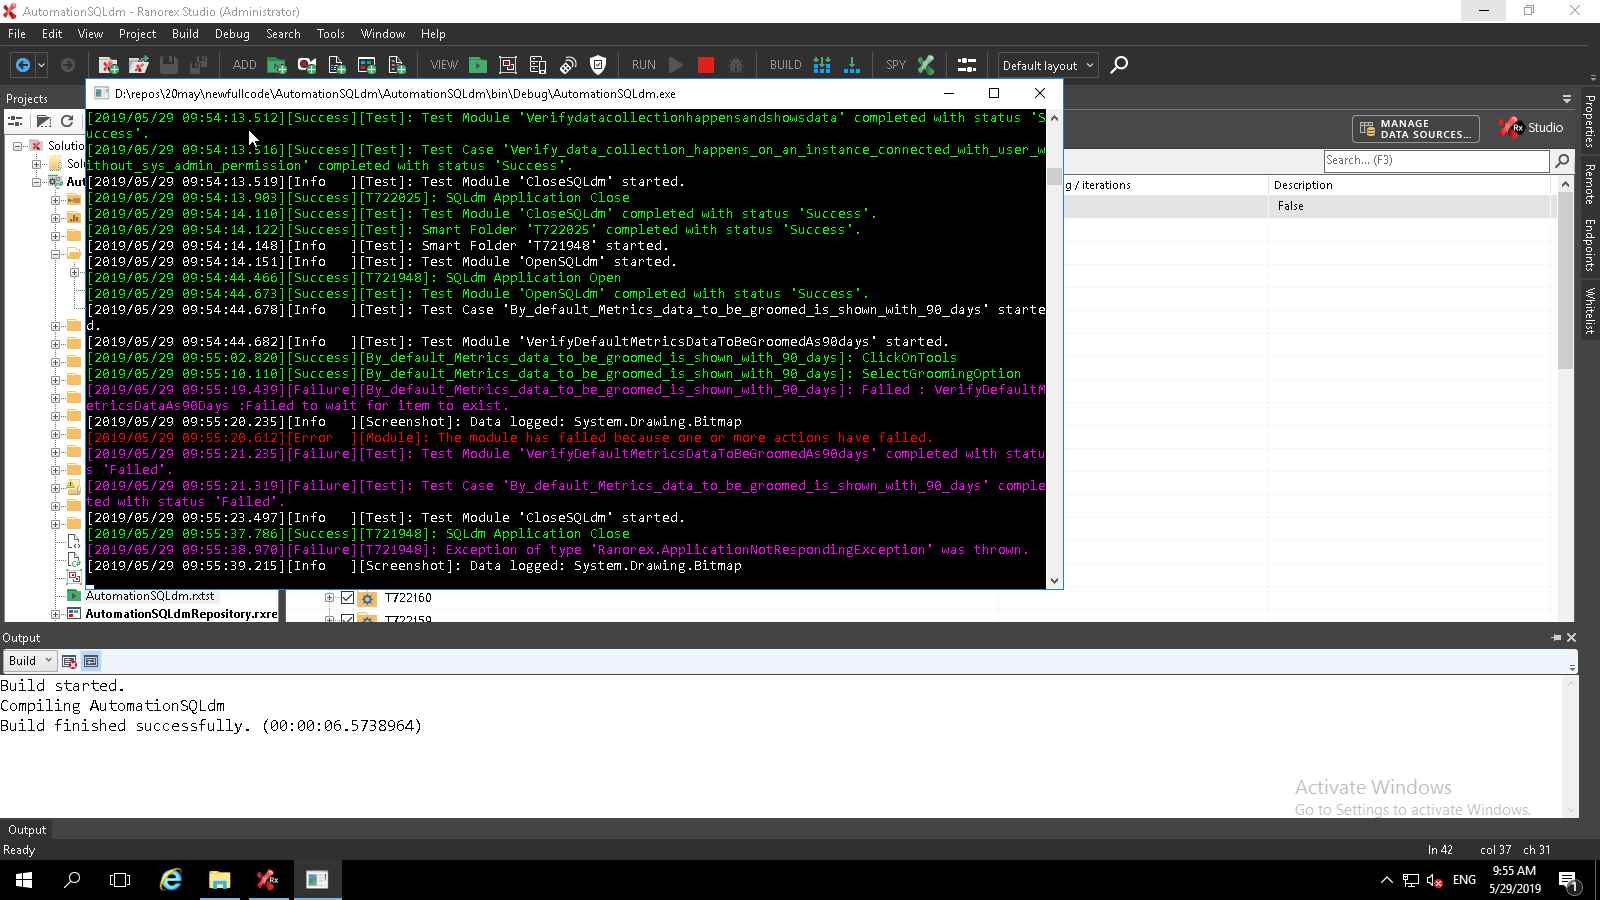 AutomationSQLdm - Ranorex Studio (Administrator)
File Edit View Project Build Debug Search Tools Window Help
ADD VIEW RUN BUILD SPY Default layout
Projects
D:\repos\20may\newfullcode\AutomationSQLdm\AutomationSQLdm\bin\Debug\AutomationSQLdm.exe
[2019/05/29 09:54:13.512][Success][Test]: Test Module 'Verifydatacollectionhappensandshowsdata' completed with status 'S
uccess'.
[2019/05/29 09:54:13.516][Success][Test]: Test Case 'Verify_data_collection_happens_on_an_instance_connected_with_user_w
ithout_sys_admin_permission' completed with status 'Success'.
[2019/05/29 09:54:13.519][Info   ][Test]: Test Module 'CloseSQLdm' started.
[2019/05/29 09:54:13.903][Success][T722025]: SQLdm Application Close
[2019/05/29 09:54:14.110][Success][Test]: Test Module 'CloseSQLdm' completed with status 'Success'.
[2019/05/29 09:54:14.122][Success][Test]: Smart Folder 'T722025' completed with status 'Success'.
[2019/05/29 09:54:14.148][Info   ][Test]: Smart Folder 'T721948' started.
[2019/05/29 09:54:14.151][Info   ][Test]: Test Module 'OpenSQLdm' started.
[2019/05/29 09:54:44.466][Success][T721948]: SQLdm Application Open
[2019/05/29 09:54:44.673][Success][Test]: Test Module 'OpenSQLdm' completed with status 'Success'.
[2019/05/29 09:54:44.678][Info   ][Test]: Test Case 'By_default_Metrics_data_to_be_groomed_is_shown_with_90_days' starte
d.
[2019/05/29 09:54:44.682][Info   ][Test]: Test Module 'VerifyDefaultMetricsDataToBeGroomedAs90days' started.
[2019/05/29 09:55:02.820][Success][By_default_Metrics_data_to_be_groomed_is_shown_with_90_days]: ClickOnTools
[2019/05/29 09:55:10.110][Success][By_default_Metrics_data_to_be_groomed_is_shown_with_90_days]: SelectGroomingOption
[2019/05/29 09:55:19.439][Failure][By_default_Metrics_data_to_be_groomed_is_shown_with_90_days]: Failed : VerifyDefaultM
etricsDataAs90Days :Failed to wait for item to exist.
[2019/05/29 09:55:20.235][Info   ][Screenshot]: Data logged: System.Drawing.Bitmap
[2019/05/29 09:55:20.612][Error  ][Module]: The module has failed because one or more actions have failed.
[2019/05/29 09:55:21.235][Failure][Test]: Test Module 'VerifyDefaultMetricsDataToBeGroomedAs90days' completed with statu
s 'Failed'.
[2019/05/29 09:55:21.319][Failure][Test]: Test Case 'By_default_Metrics_data_to_be_groomed_is_shown_with_90_days' comple
ted with status 'Failed'.
[2019/05/29 09:55:23.497][Info   ][Test]: Test Module 'CloseSQLdm' started.
[2019/05/29 09:55:37.786][Success][T721948]: SQLdm Application Close
[2019/05/29 09:55:38.970][Failure][T721948]: Exception of type 'Ranorex.ApplicationNotRespondingException' was thrown.
[2019/05/29 09:55:39.215][Info   ][Screenshot]: Data logged: System.Drawing.Bitmap
Solutio
Sol
Aut
AutomationSQLdm.rxtst
AutomationSQLdmRepository.rxre
T722160
T722159
MANAGE
DATA SOURCES...
Rx Studio
Search... (F3)
g / iterations Description
False
Properties
Remote Endpoints
Whitelist
Output
Build
Build started.
Compiling AutomationSQLdm
Build finished successfully. (00:00:06.5738964)
Activate Windows
Go to Settings to activate Windows.
Output
Ready ln 42 col 37 ch 31
ENG
9:55 AM
5/29/2019
1